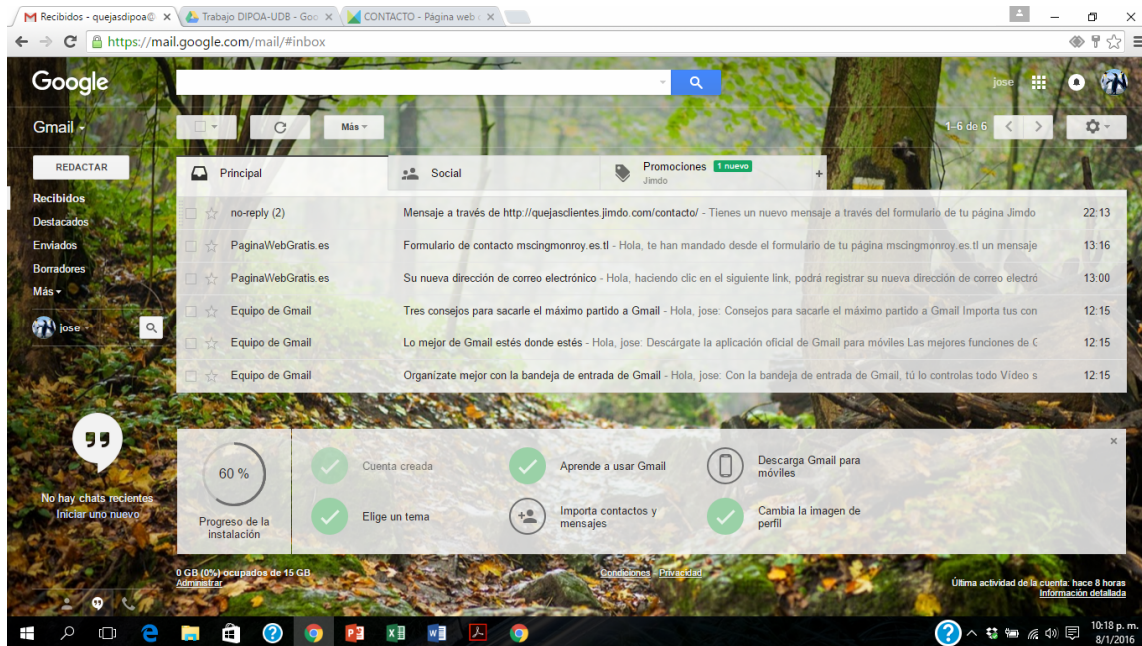 Recibidos - quejasdipoa@
Trabajo DIPOA-UDB - Goo
CONTACTO - Página web d
https://mail.google.com/mail/#inbox
Google
jose
Gmail
Más
1–6 de 6
REDACTAR
Principal
Social
Promociones 1 nuevo
Jimdo
+
Recibidos
Destacados
Enviados
Borradores
Más
jose
no-reply (2) Mensaje a través de http://quejasclientes.jimdo.com/contacto/ - Tienes un nuevo mensaje a través del formulario de tu página Jimdo 22:13
PaginaWebGratis.es Formulario de contacto mscingmonroy.es.tl - Hola, te han mandado desde el formulario de tu página mscingmonroy.es.tl un mensaje 13:16
PaginaWebGratis.es Su nueva dirección de correo electrónico - Hola, haciendo clic en el siguiente link, podrá registrar su nueva dirección de correo electró 13:00
Equipo de Gmail Tres consejos para sacarle el máximo partido a Gmail - Hola, jose: Consejos para sacarle el máximo partido a Gmail Importa tus con 12:15
Equipo de Gmail Lo mejor de Gmail estés donde estés - Hola, jose: Descárgate la aplicación oficial de Gmail para móviles Las mejores funciones de 12:15
Equipo de Gmail Organízate mejor con la bandeja de entrada de Gmail - Hola, jose: Con la bandeja de entrada de Gmail, tú lo controlas todo Vídeo s 12:15
No hay chats recientes
Iniciar uno nuevo
60 %
Progreso de la
instalación
Cuenta creada
Aprende a usar Gmail
Descarga Gmail para
móviles
Elige un tema
Importa contactos y
mensajes
Cambia la imagen de
perfil
0 GB (0%) ocupados de 15 GB
Administrar
Condiciones - Privacidad
Última actividad de la cuenta: hace 8 horas
Información detallada
10:18 p. m.
8/1/2016